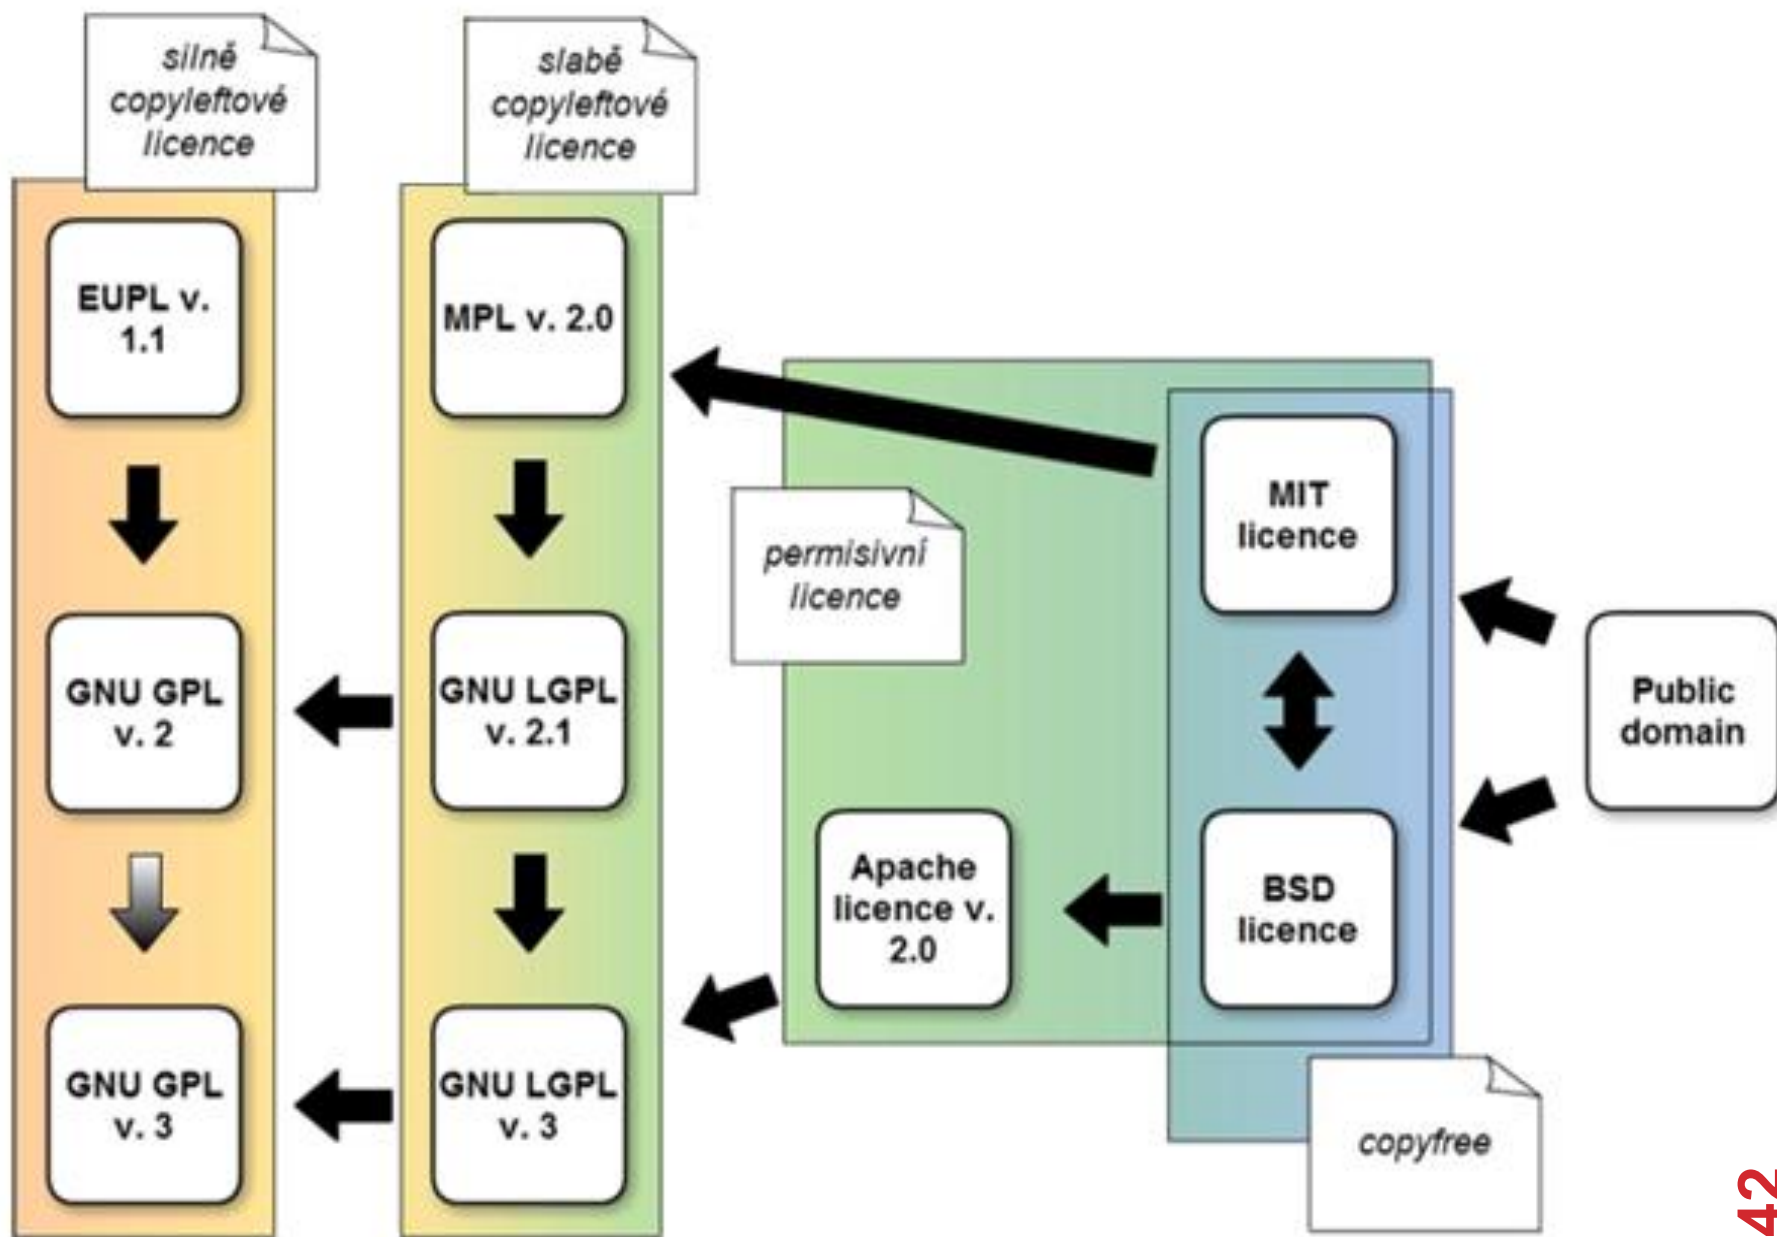 silně
copyleftové
licence
slabě
copyleftové
licence
EUPL v.
1.1
MPL v. 2.0
permisivní
licence
MIT
licence
GNU GPL
v. 2
GNU LGPL
v. 2.1
Public
domain
Apache
licence v.
2.0
BSD
licence
GNU GPL
v. 3
GNU LGPL
v. 3
copyfree
42